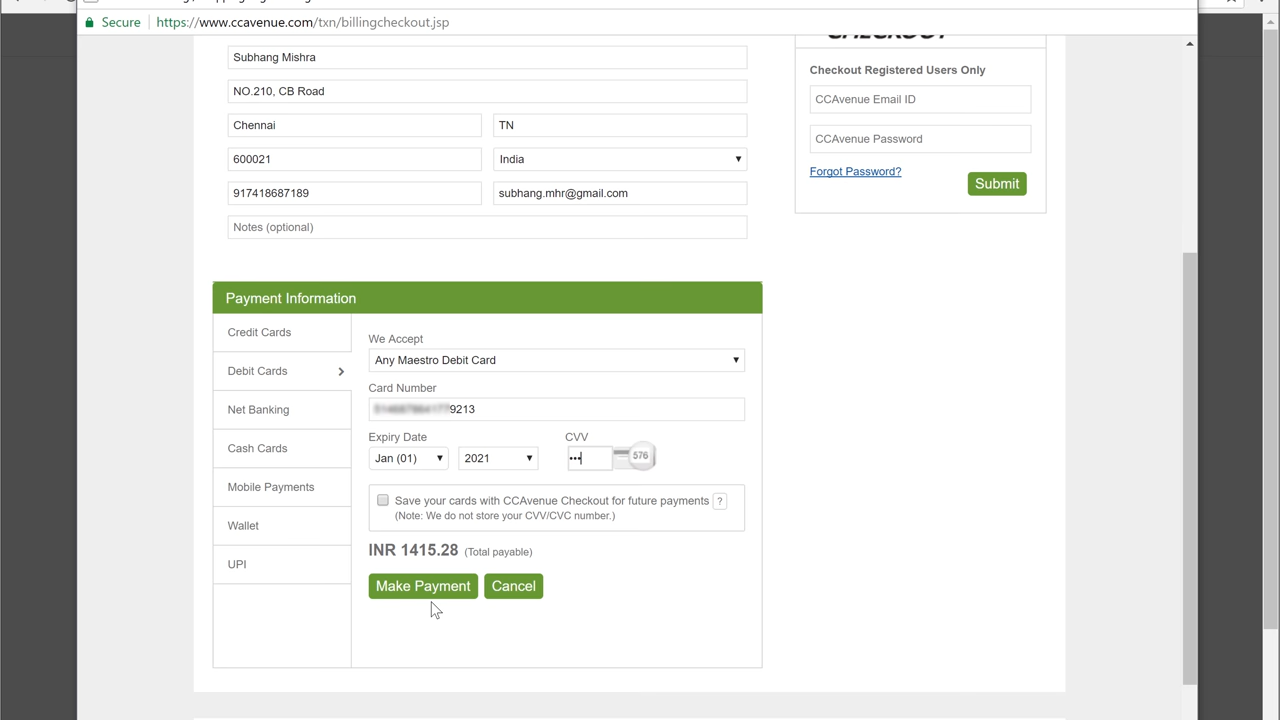 Secure https://www.ccavenue.com/txn/billingcheckout.jsp
CHECKOUT
Subhang Mishra
NO.210, CB Road
Chennai TN
600021 India
917418687189 subhang.mhr@gmail.com
Notes (optional)
Checkout Registered Users Only
CCAvenue Email ID
CCAvenue Password
Forgot Password?
Submit
Payment Information
Credit Cards
Debit Cards
Net Banking
Cash Cards
Mobile Payments
Wallet
UPI
We Accept
Any Maestro Debit Card
Card Number
9213
Expiry Date CVV
Jan (01) 2021 ••• 576
Save your cards with CCAvenue Checkout for future payments ?
(Note: We do not store your CVV/CVC number.)
INR 1415.28 (Total payable)
Make Payment Cancel